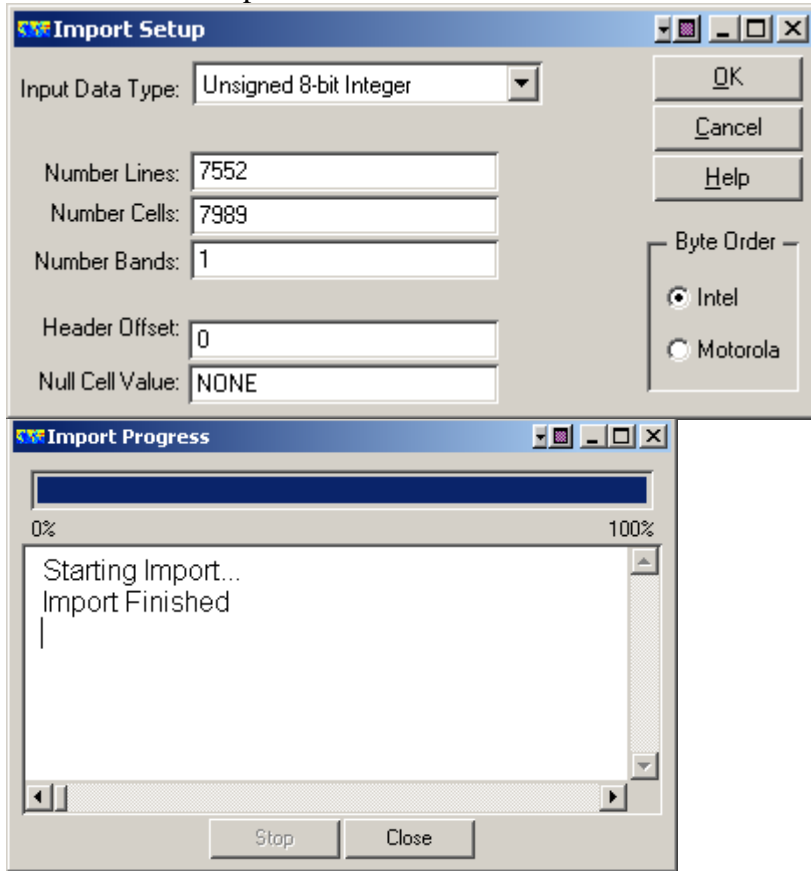 Import Setup
Input Data Type: Unsigned 8-bit Integer
OK
Cancel
Number Lines: 7552
Help
Number Cells: 7989
Number Bands: 1
Byte Order
Intel
Header Offset: 0
Motorola
Null Cell Value: NONE
Import Progress
0% 100%
Starting Import...
Import Finished
Stop Close